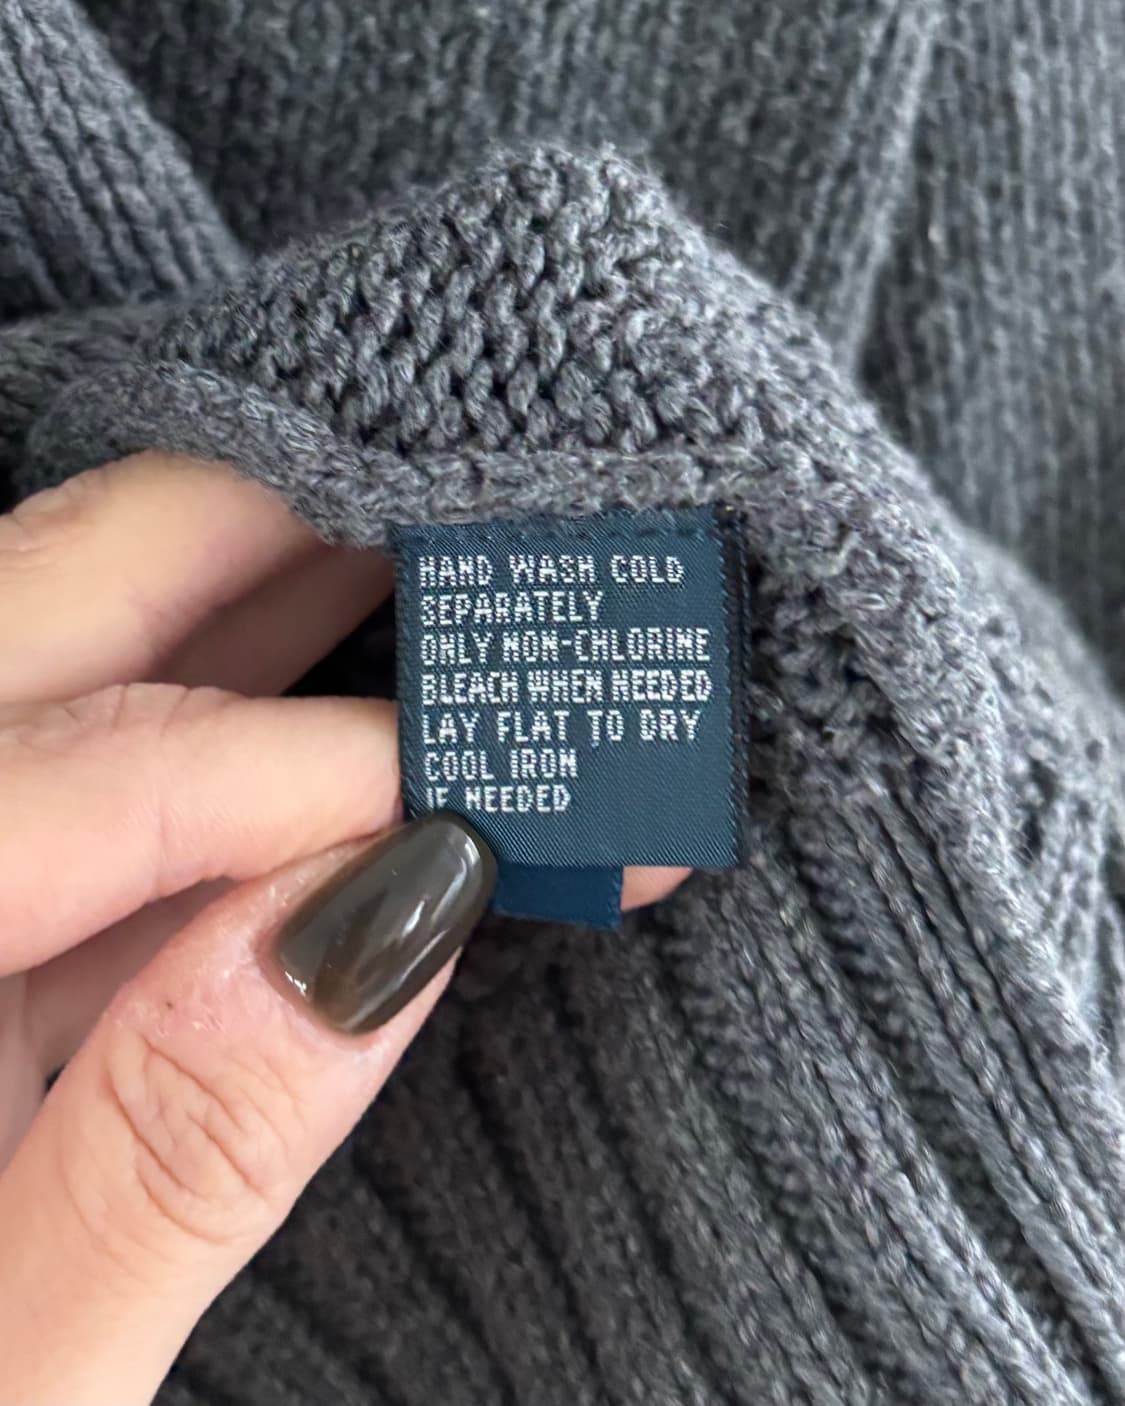 HAND WASH COLD
SEPARATELY
ONLY NON-CHLORINE
BLEACH WHEN NEEDED
LAY FLAT TO DRY
COOL IRON
IF NEEDED